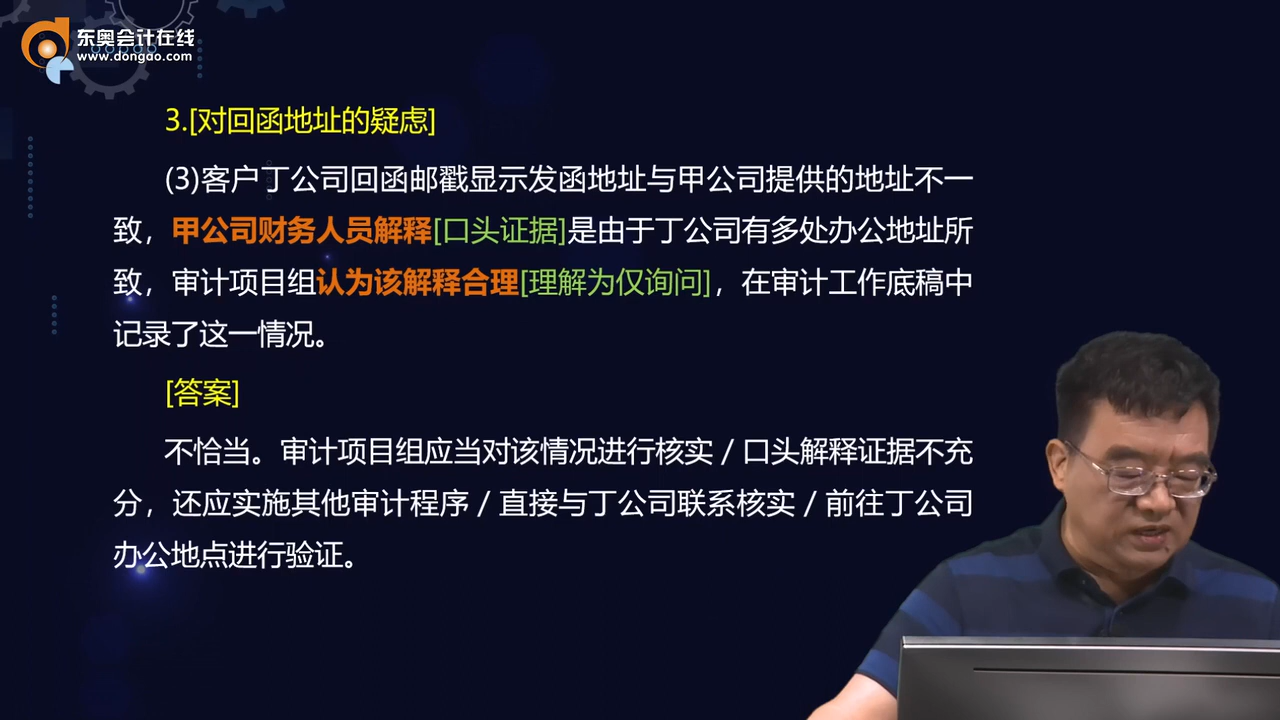 东奥会计在线
www.dongao.com
3.[对回函地址的疑虑]
(3)客户丁公司回函邮戳显示发函地址与甲公司提供的地址不一
致，甲公司财务人员解释[口头证据]是由于丁公司有多处办公地址所
致，审计项目组认为该解释合理[理解为仅询问]，在审计工作底稿中
记录了这一情况。
[答案]
不恰当。审计项目组应当对该情况进行核实/口头解释证据不充
分，还应实施其他审计程序/直接与丁公司联系核实/前往丁公司
办公地点进行验证。